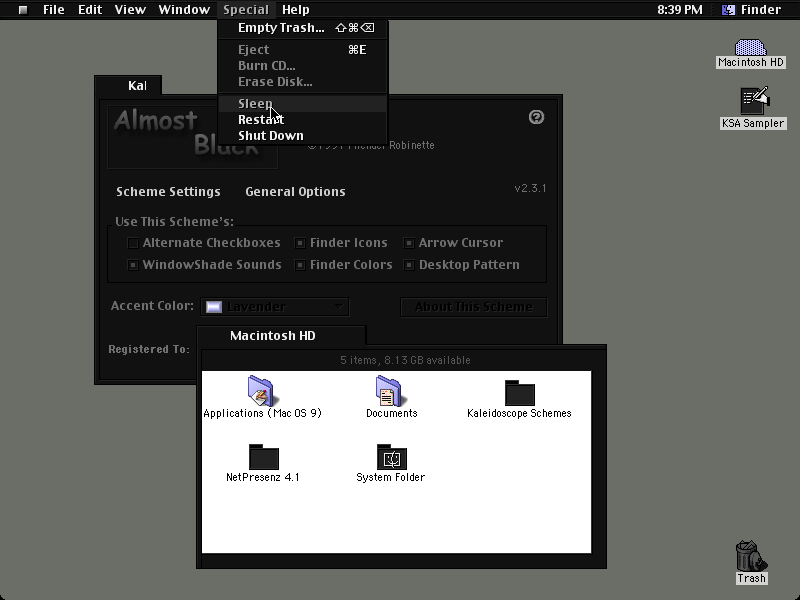 File Edit View Window Special Help 8:39 PM Finder
Empty Trash... ⇧⌘⌫
Eject ⌘E
Burn CD...
Erase Disk...
Sleep
Restart
Shut Down
Macintosh HD
KSA Sampler
Kal
Almost
Black
Robinette
v2.3.1
Scheme Settings General Options
Use This Scheme's:
Alternate Checkboxes Finder Icons Arrow Cursor
WindowShade Sounds Finder Colors Desktop Pattern
Accent Color: Lavender About This Scheme
Registered To:
Macintosh HD
5 items, 8.13 GB available
Applications (Mac OS 9) Documents Kaleidoscope Schemes
NetPresenz 4.1 System Folder
Trash